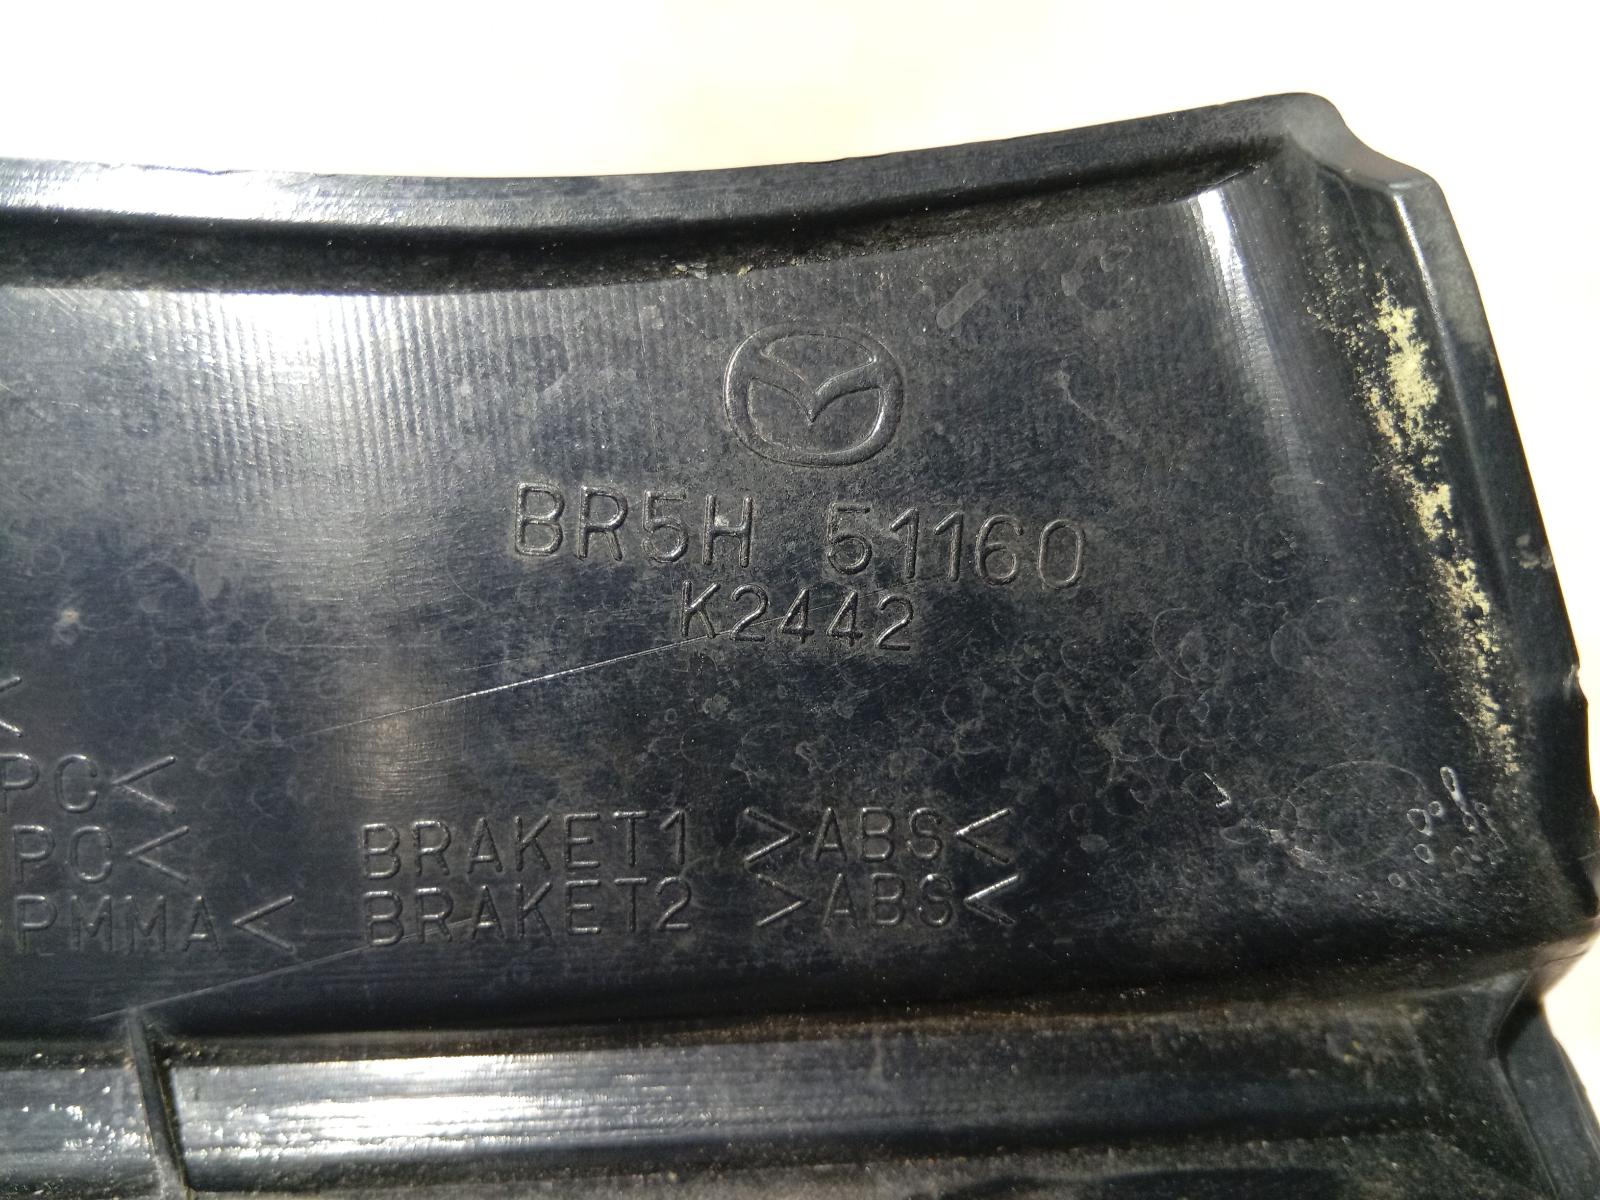 BR5H 51160
K2442
<
PC<
PC< BRAKET1 >ABS<
PMMA< BRAKET2 >ABS<